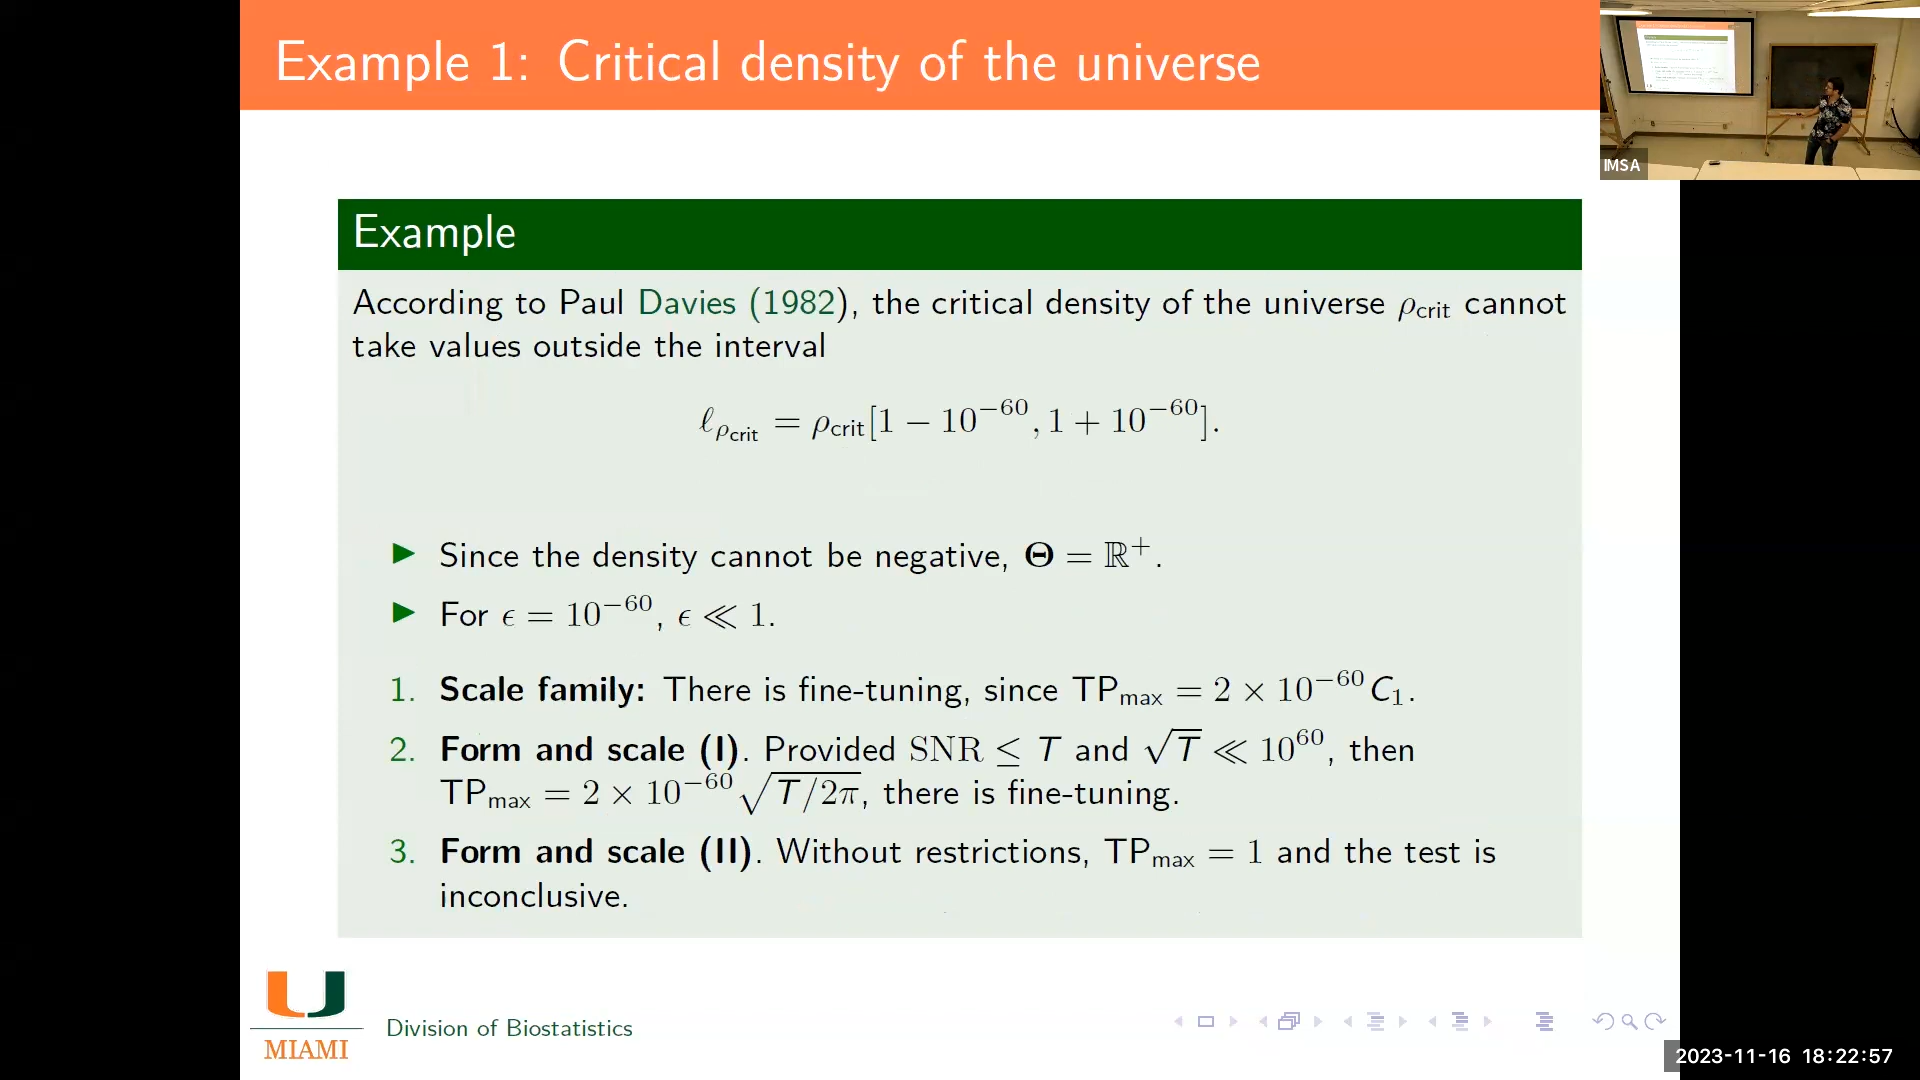 Example 1: Critical density of the universe
IMSA
Example
According to Paul Davies (1982), the critical density of the universe ρcrit cannot
take values outside the interval
ℓρcrit = ρcrit[1 − 10⁻⁶⁰, 1 + 10⁻⁶⁰].
▶ Since the density cannot be negative, Θ = ℝ⁺.
▶ For ϵ = 10⁻⁶⁰, ϵ ≪ 1.
1. Scale family: There is fine-tuning, since TPmax = 2 × 10⁻⁶⁰C₁.
2. Form and scale (I). Provided SNR ≤ T and √T ≪ 10⁶⁰, then
TPmax = 2 × 10⁻⁶⁰√T/2π, there is fine-tuning.
3. Form and scale (II). Without restrictions, TPmax = 1 and the test is
inconclusive.
MIAMI
Division of Biostatistics
2023-11-16 18:22:57